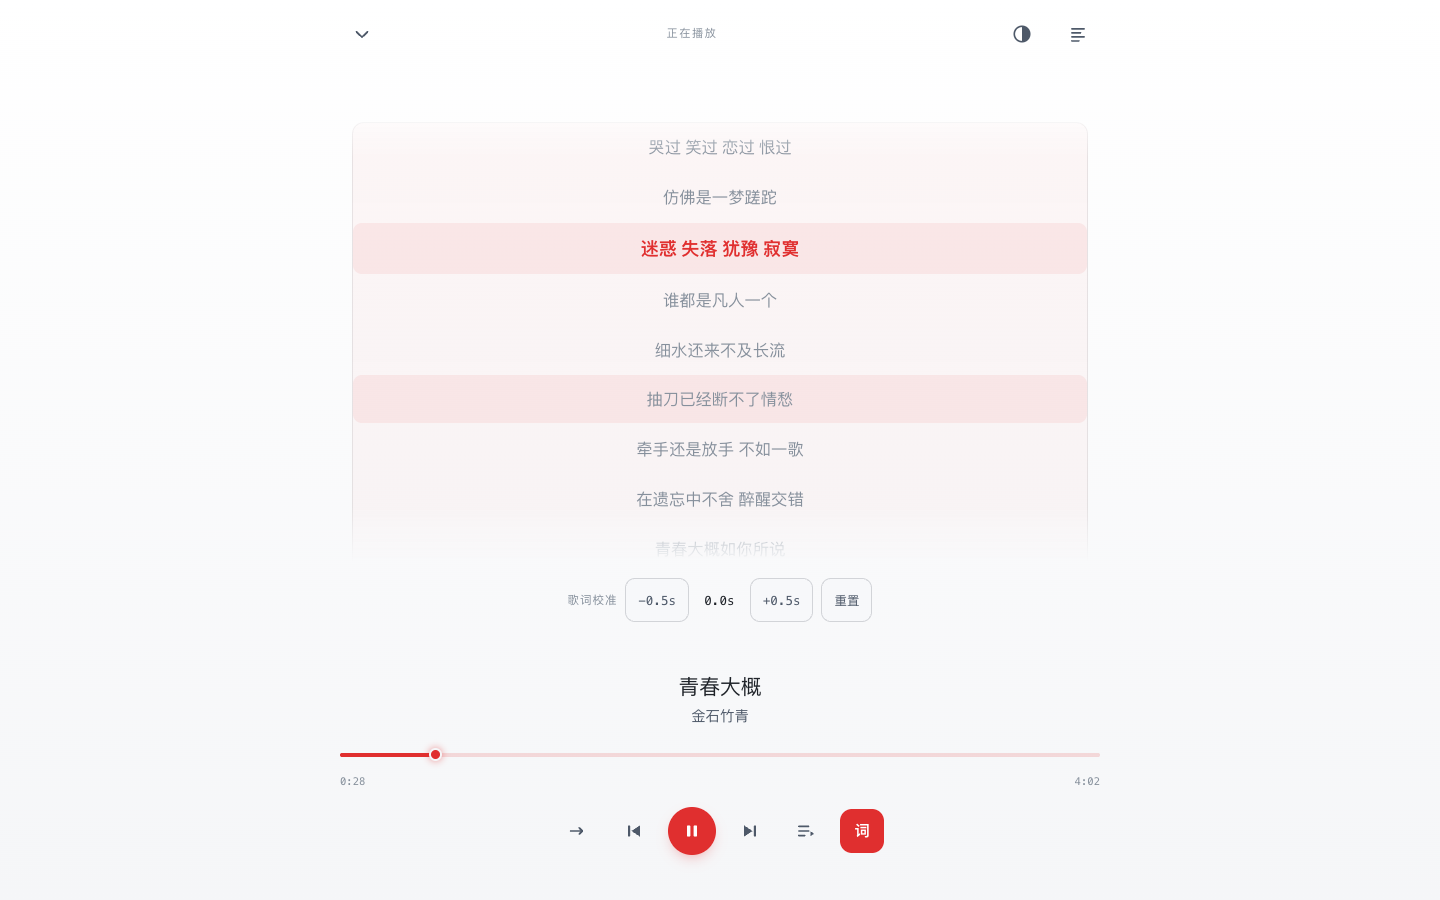 正在播放
哭过 笑过 恋过 恨过
仿佛是一梦蹉跎
迷惑 失落 犹豫 寂寞
谁都是凡人一个
细水还来不及长流
抽刀已经断不了情愁
牵手还是放手 不如一歌
在遗忘中不舍 醉醒交错
青春大概如你所说
歌词校准 −0.5s 0.0s +0.5s 重置
青春大概
金石竹青
0:28 4:02
词